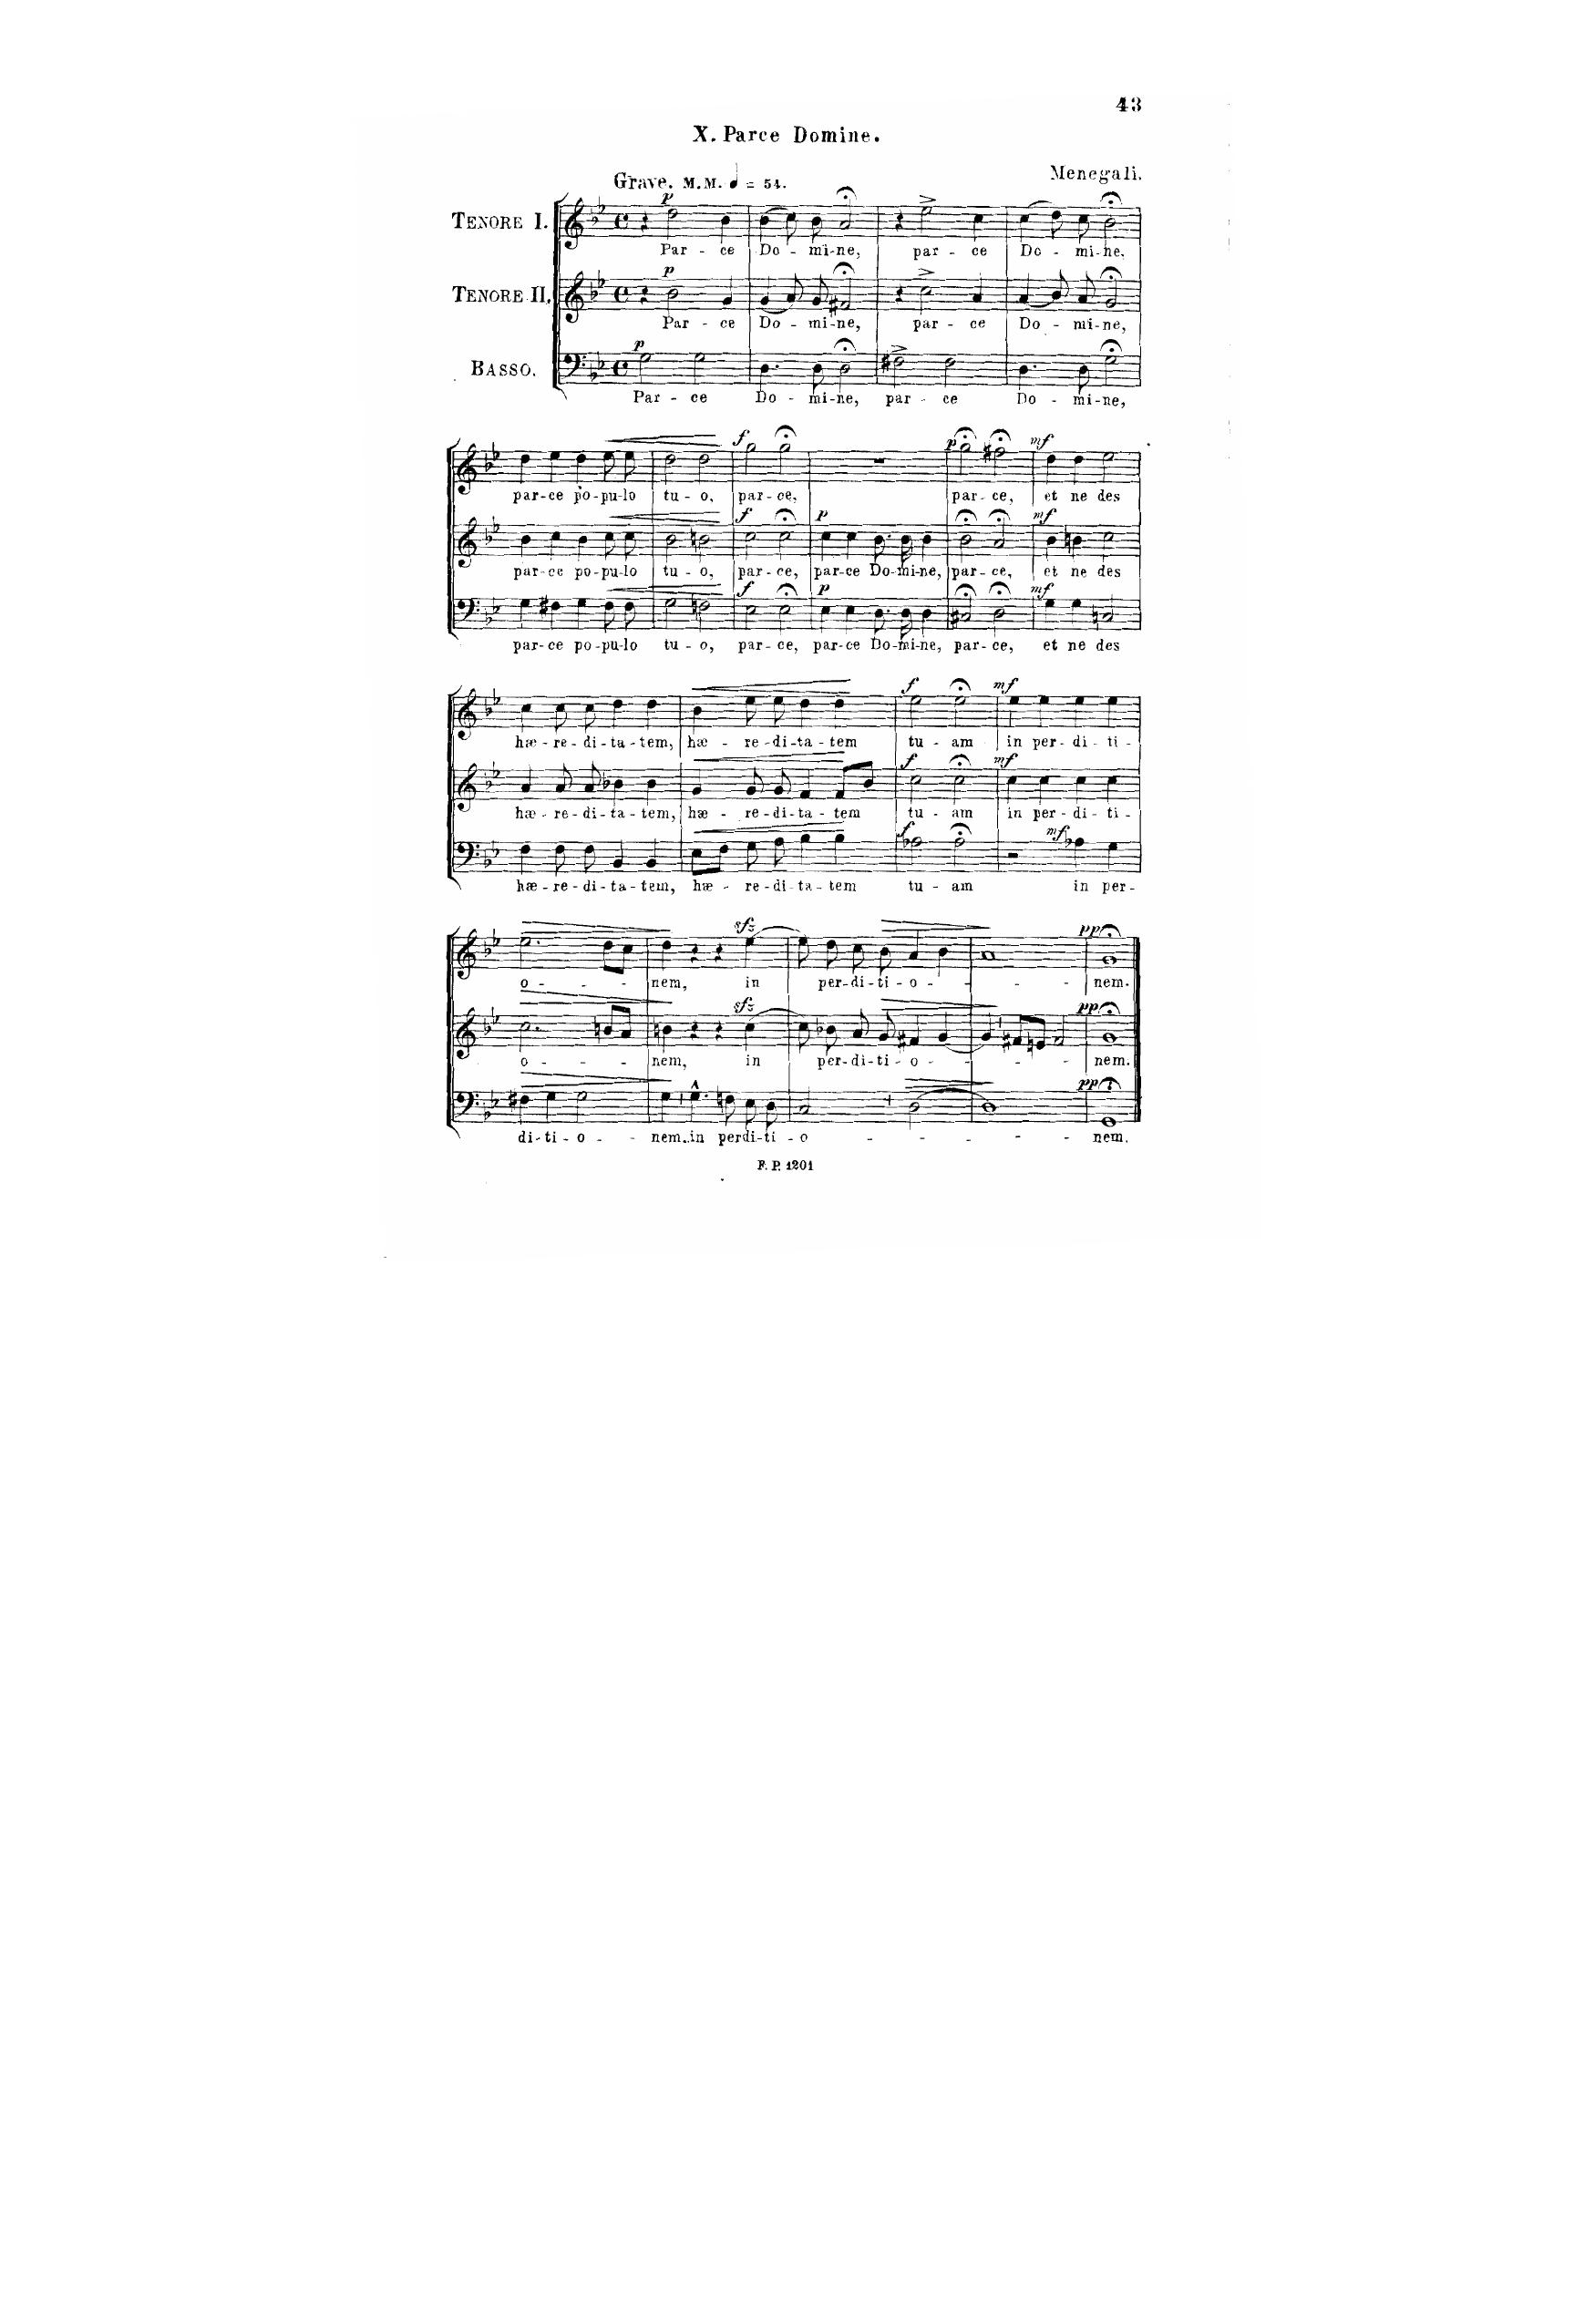 43
X. Parce Domine.
Menegali.
Grave. M.M. 𝅗𝅥 = 54.
p
TENORE I.
Par - ce Do - mi-ne, par - ce Do - mi-ne,
p
TENORE II.
Par - ce Do - mi-ne, par - ce Do - mi-ne,
p
BASSO.
Par - ce Do - mi-ne, par - ce Do - mi-ne,
f p mf
par-ce po-pu-lo tu - o, par-ce, par-ce, et ne des
f p mf
par-ce po-pu-lo tu - o, par-ce, par-ce Do-mi-ne, par-ce, et ne des
f p mf
par-ce po-pu-lo tu - o, par-ce, par-ce Do-mi-ne, par-ce, et ne des
f mf
hæ-re-di-ta-tem, hæ - re-di-ta-tem tu - am in per-di-ti-
f mf
hæ-re-di-ta-tem, hæ - re-di-ta-tem tu - am in per-di-ti-
f mf
hæ-re-di-ta-tem, hæ - re-di-ta-tem tu - am in per-
sf pp
o - - - nem, in per-di-ti-o - - - nem.
sf pp
o - - - nem, in per-di-ti-o - - - nem.
pp
di-ti-o - - nem, in perdi-ti-o - - - nem.
F. P. 1201